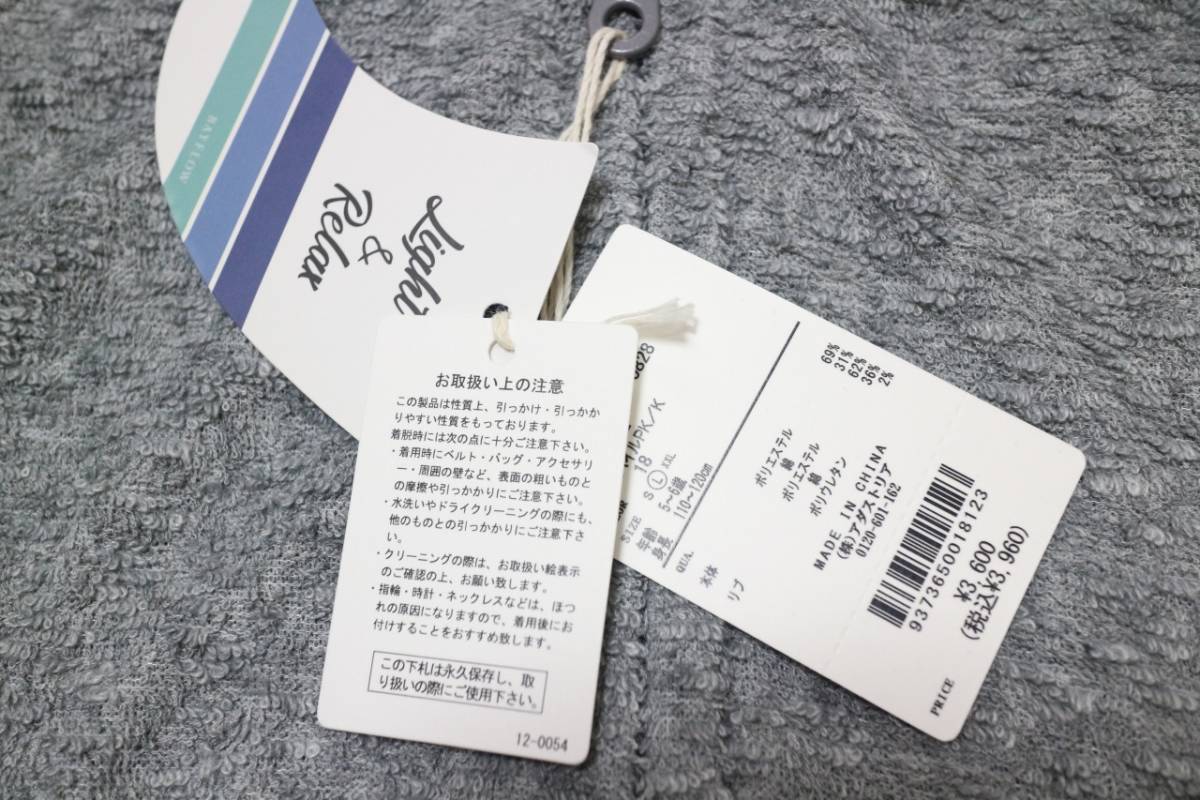 BAYFLOW
Light
&
Relax
お取扱い上の注意
この製品は性質上、引っかけ・引っかか
りやすい性質をもっております。
着脱時には次の点に十分ご注意下さい。
・着用時にベルト・バッグ・アクセサリ
ー・周囲の壁など、表面の粗いものと
の摩擦や引っかかりにご注意下さい。
・水洗いやドライクリーニングの際にも、
他のものとの引っかかりにご注意下さ
い。
・クリーニングの際は、お取扱い絵表示
のご確認の上、お願い致します。
・指輪・時計・ネックレスなどは、ほつ
れの原因になりますので、着用後にお
付けすることをおすすめ致します。
この下札は永久保存し、取
り扱いの際にご使用下さい。
12-0054
0828
イルPK/K
18
SIZE S L XXL
年齢 5〜6歳
身長 110〜120cm
QUA.
本体 ポリエステル 69%
綿 31%
リブ ポリエステル 62%
綿 36%
ポリウレタン 2%
MADE IN CHINA
(株)アダストリア
0120-601-162
9373650018123
¥3,600
(税込¥3,960)
PRICE